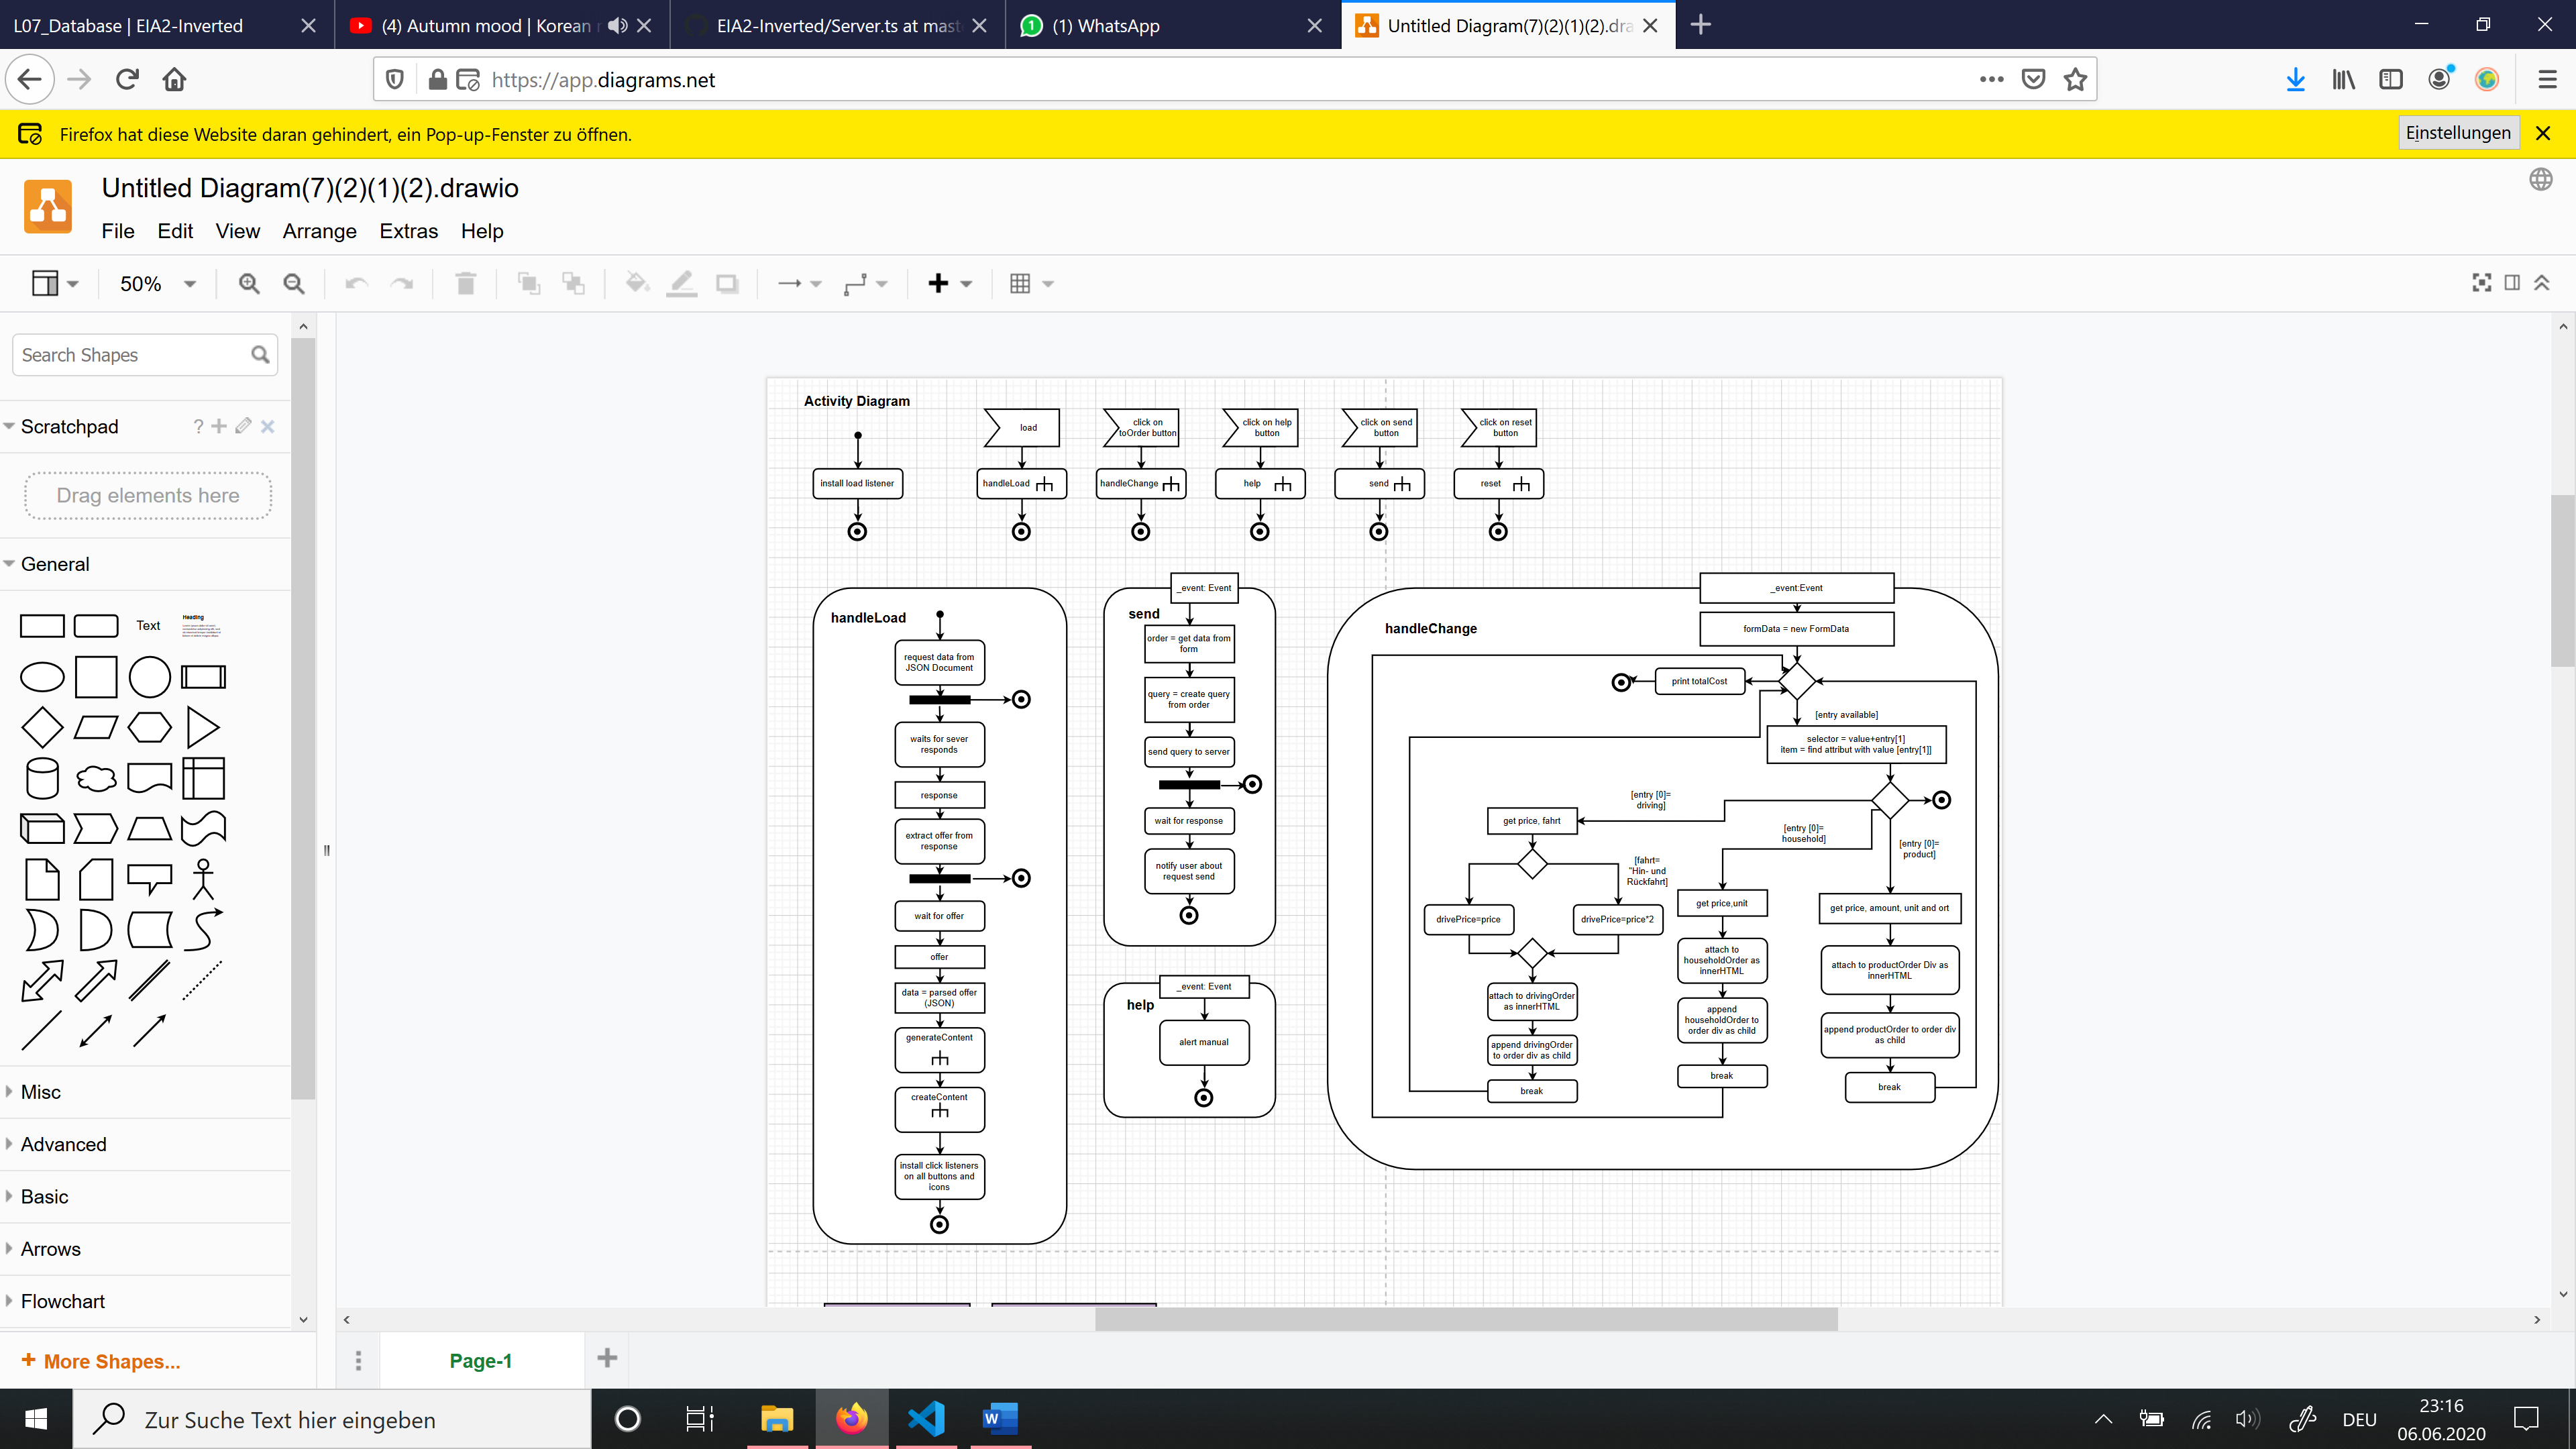 L07_Database | EIA2-Inverted
(4) Autumn mood | Korean
EIA2-Inverted/Server.ts at mast
(1) WhatsApp
Untitled Diagram(7)(2)(1)(2).dra
https://app.diagrams.net
Firefox hat diese Website daran gehindert, ein Pop-up-Fenster zu öffnen.
Einstellungen
Untitled Diagram(7)(2)(1)(2).drawio
File Edit View Arrange Extras Help
50%
Search Shapes
Scratchpad
?
Drag elements here
General
Text
Heading
Misc
Advanced
Basic
Arrows
Flowchart
+ More Shapes...
Activity Diagram
install load listener
load
handleLoad
click on
toOrder button
handleChange
click on help
button
help
click on send
button
send
click on reset
button
reset
handleLoad
request data from
JSON Document
waits for sever
responds
response
extract offer from
response
wait for offer
offer
data = parsed offer
(JSON)
generateContent
createContent
install click listeners
on all buttons and
icons
_event: Event
send
order = get data from
form
query = create query
from order
send query to server
wait for response
notify user about
request send
_event: Event
help
alert manual
_event:Event
handleChange
formData = new FormData
print totalCost
[entry available]
selector = value+entry[1]
item = find attribut with value [entry[1]]
[entry [0]=
driving]
[entry [0]=
household]
[entry [0]=
product]
get price, fahrt
[fahrt=
"Hin- und
Rückfahrt]
drivePrice=price
drivePrice=price*2
attach to drivingOrder
as innerHTML
append drivingOrder
to order div as child
break
get price,unit
attach to
householdOrder as
innerHTML
append
householdOrder to
order div as child
break
get price, amount, unit and ort
attach to productOrder Div as
innerHTML
append productOrder to order div
as child
break
Page-1
Zur Suche Text hier eingeben
DEU
23:16
06.06.2020